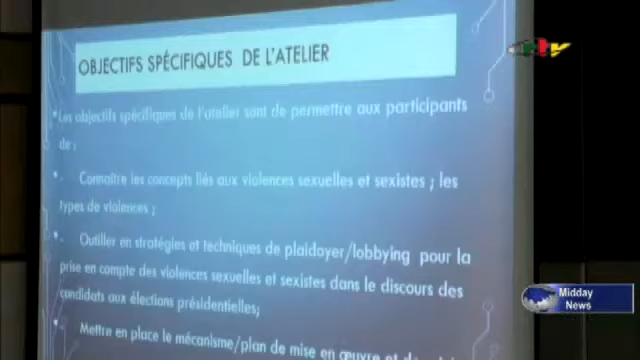 OBJECTIFS SPÉCIFIQUES DE L'ATELIER
•Les objectifs spécifiques de l'atelier sont de permettre aux participants
de :
• - Connaître les concepts liés aux violences sexuelles et sexistes ; les
types de violences ;
• - Outiller en stratégies et techniques de plaidoyer/lobbying pour la
prise en compte des violences sexuelles et sexistes dans le discours des
candidats aux élections présidentielles;
• Mettre en place le mécanisme/plan de mise en œuvre et de
Midday
News